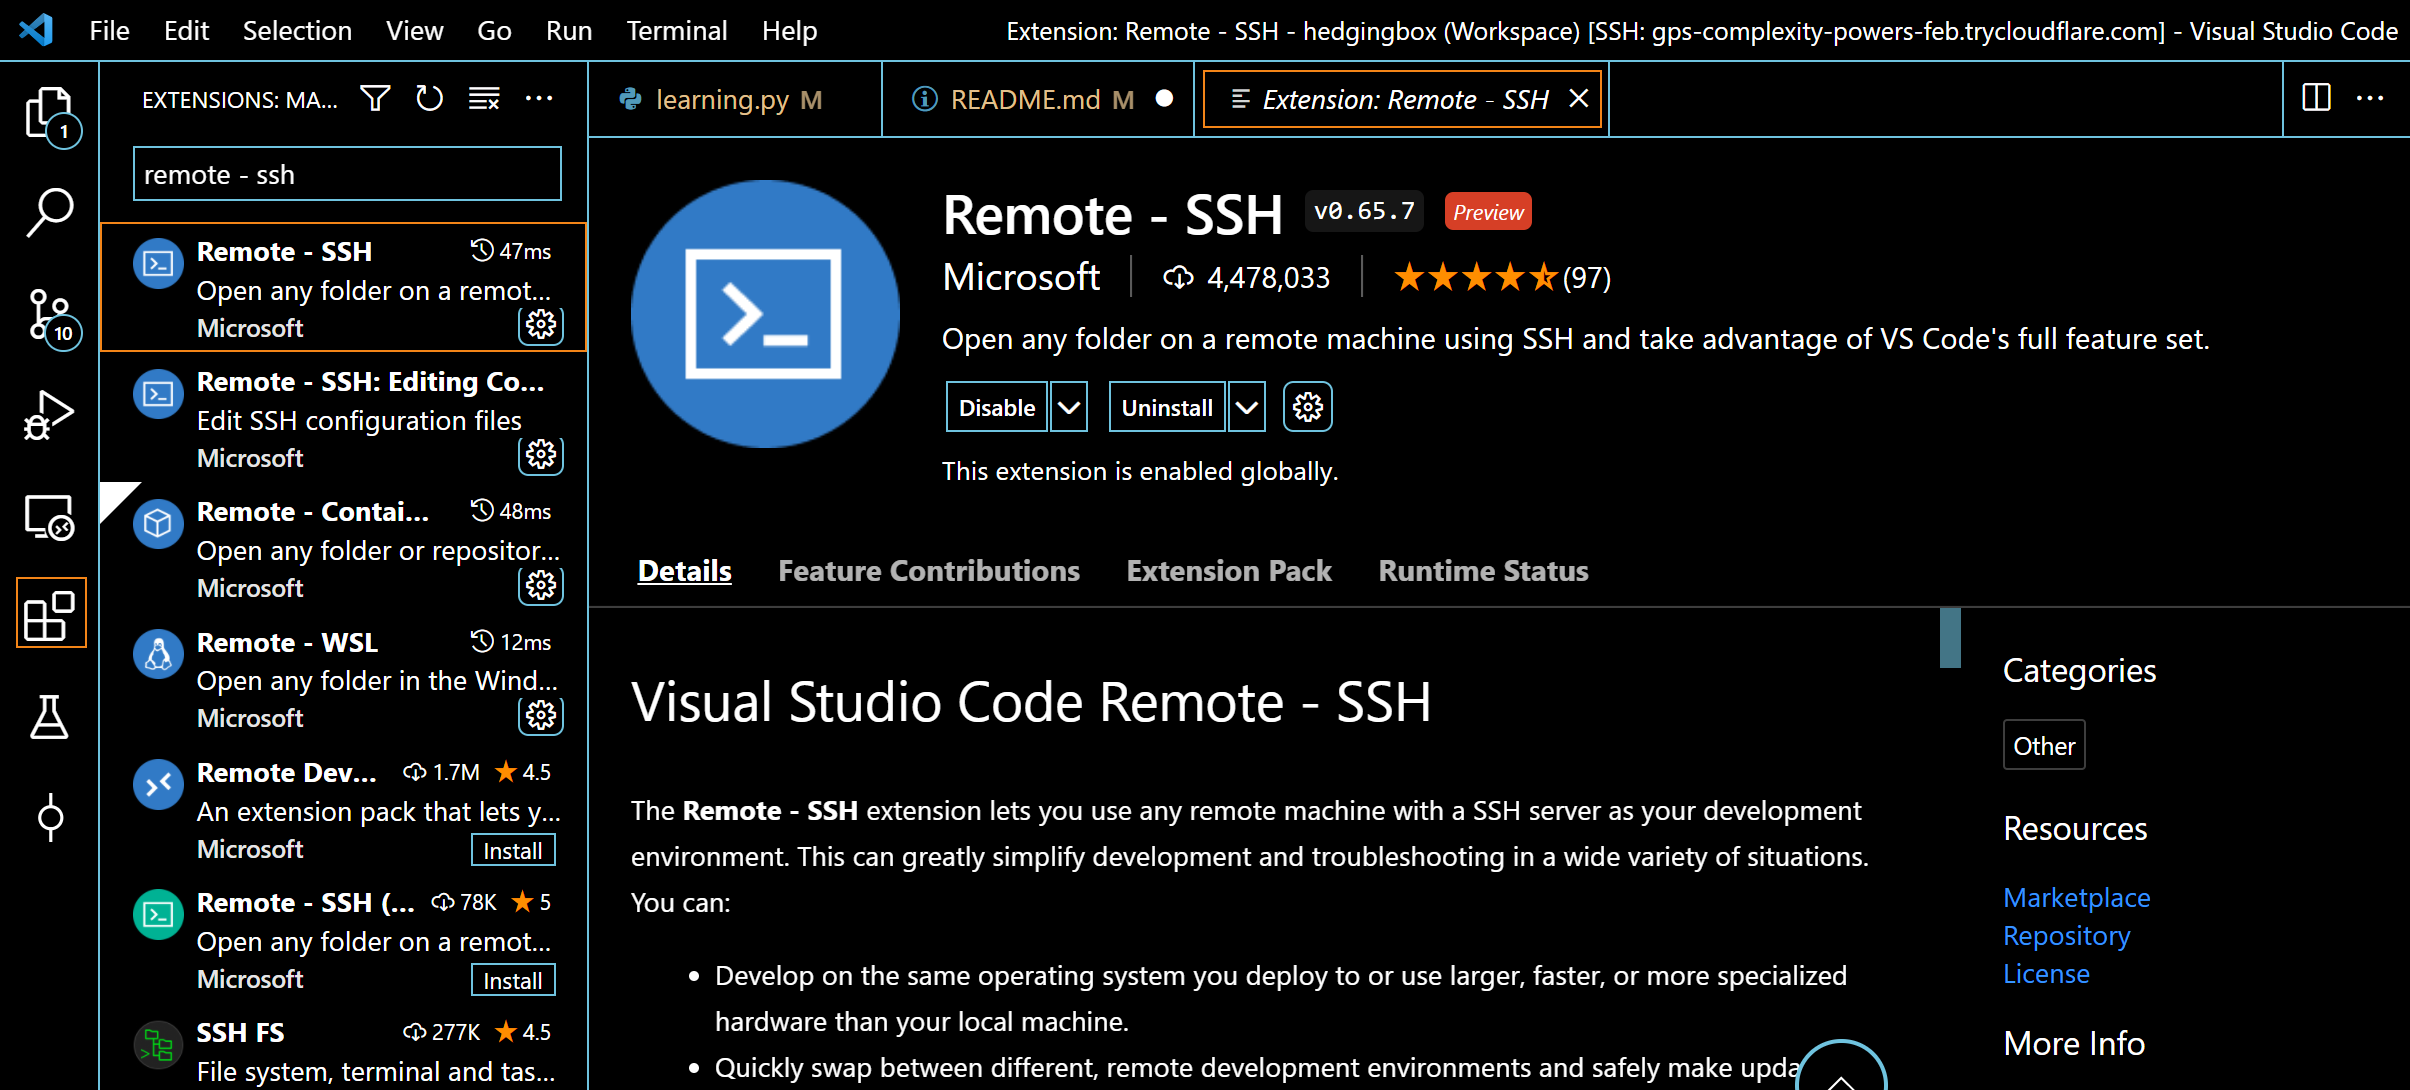 File Edit Selection View Go Run Terminal Help
Extension: Remote - SSH - hedgingbox (Workspace) [SSH: gps-complexity-powers-feb.trycloudflare.com] - Visual Studio Code
1
10
EXTENSIONS: MA...
remote - ssh
Remote - SSH 47ms
Open any folder on a remot...
Microsoft
Remote - SSH: Editing Co...
Edit SSH configuration files
Microsoft
Remote - Contai... 48ms
Open any folder or repositor...
Microsoft
Remote - WSL 12ms
Open any folder in the Wind...
Microsoft
Remote Dev... 1.7M 4.5
An extension pack that lets y...
Microsoft Install
Remote - SSH (... 78K 5
Open any folder on a remot...
Microsoft Install
SSH FS 277K 4.5
File system, terminal and tas...
learning.py M
README.md M
Extension: Remote - SSH
Remote - SSH v0.65.7 Preview
Microsoft 4,478,033 (97)
Open any folder on a remote machine using SSH and take advantage of VS Code's full feature set.
Disable Uninstall
This extension is enabled globally.
Details Feature Contributions Extension Pack Runtime Status
Visual Studio Code Remote - SSH
The Remote - SSH extension lets you use any remote machine with a SSH server as your development
environment. This can greatly simplify development and troubleshooting in a wide variety of situations.
You can:
• Develop on the same operating system you deploy to or use larger, faster, or more specialized
hardware than your local machine.
• Quickly swap between different, remote development environments and safely make upda
Categories
Other
Resources
Marketplace
Repository
License
More Info